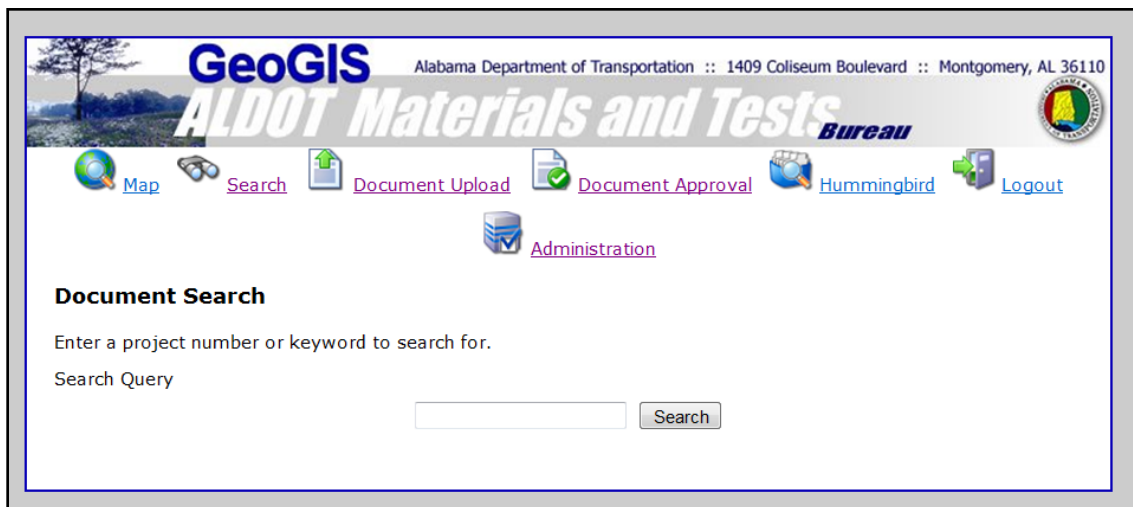 GeoGIS
Alabama Department of Transportation :: 1409 Coliseum Boulevard :: Montgomery, AL 36110
ALDOT Materials and Tests
Bureau
Map Search Document Upload Document Approval Hummingbird Logout
Administration
Document Search
Enter a project number or keyword to search for.
Search Query
Search